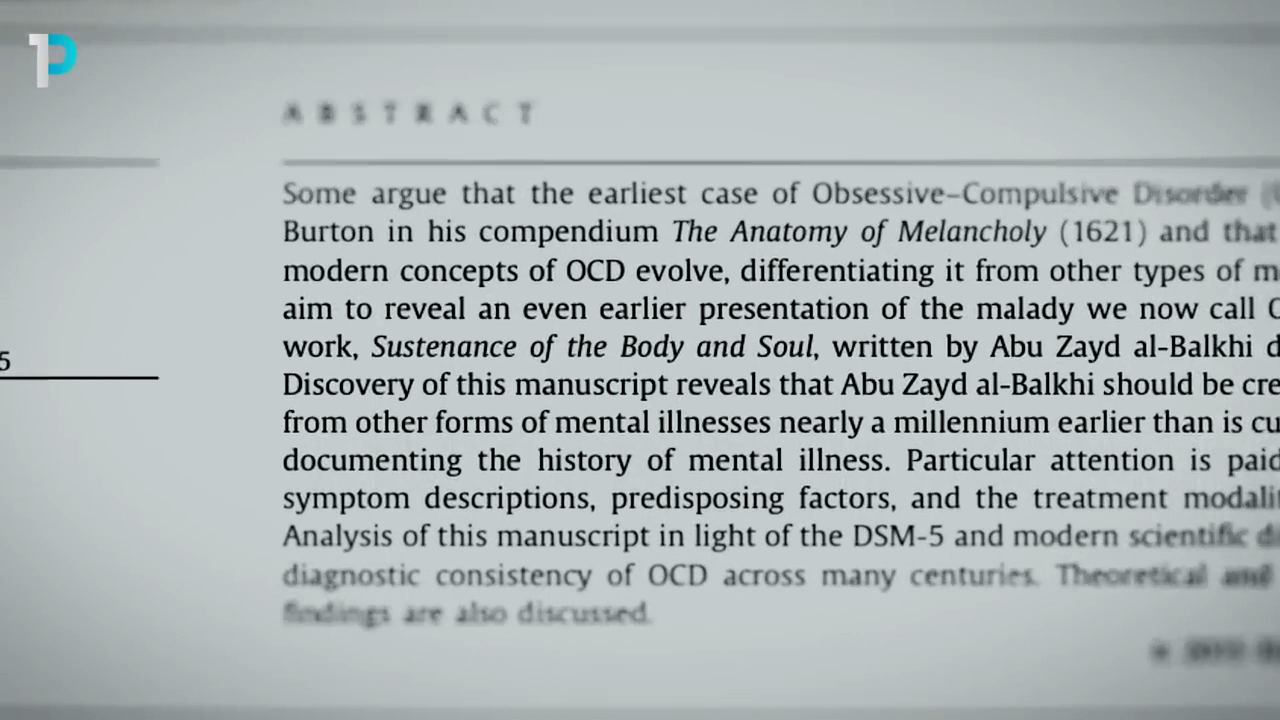 1P
ABSTRACT
Some argue that the earliest case of Obsessive–Compulsive Disorder
Burton in his compendium The Anatomy of Melancholy (1621) and that
modern concepts of OCD evolve, differentiating it from other types of
aim to reveal an even earlier presentation of the malady we now call
work, Sustenance of the Body and Soul, written by Abu Zayd al-Balkhi
5
Discovery of this manuscript reveals that Abu Zayd al-Balkhi should be
from other forms of mental illnesses nearly a millennium earlier than is
documenting the history of mental illness. Particular attention is
symptom descriptions, predisposing factors, and the treatment
Analysis of this manuscript in light of the DSM-5 and modern scientific
diagnostic consistency of OCD across many centuries. Theoretical and
findings are also discussed.